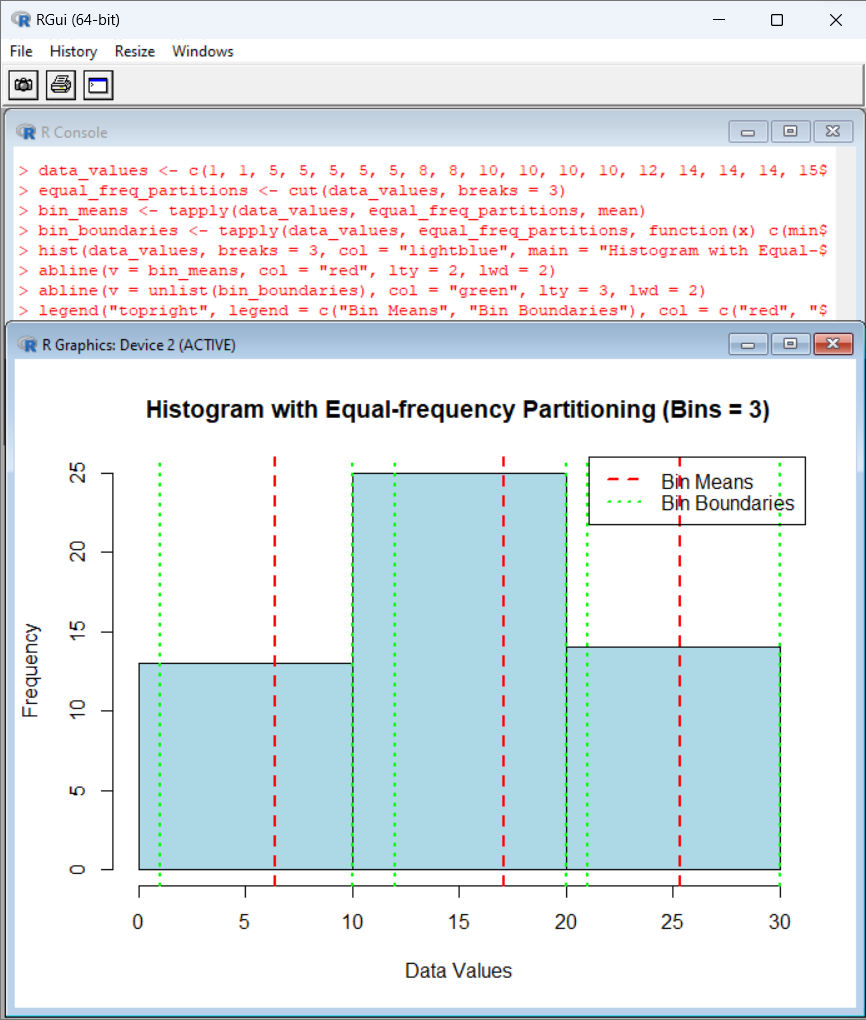 RGui (64-bit)
File History Resize Windows
R Console
> data_values <- c(1, 1, 5, 5, 5, 5, 5, 8, 8, 10, 10, 10, 10, 12, 14, 14, 14, 15$
> equal_freq_partitions <- cut(data_values, breaks = 3)
> bin_means <- tapply(data_values, equal_freq_partitions, mean)
> bin_boundaries <- tapply(data_values, equal_freq_partitions, function(x) c(min$
> hist(data_values, breaks = 3, col = "lightblue", main = "Histogram with Equal-$
> abline(v = bin_means, col = "red", lty = 2, lwd = 2)
> abline(v = unlist(bin_boundaries), col = "green", lty = 3, lwd = 2)
> legend("topright", legend = c("Bin Means", "Bin Boundaries"), col = c("red", "$
R Graphics: Device 2 (ACTIVE)
Histogram with Equal-frequency Partitioning (Bins = 3)
Bin Means
Bin Boundaries
Frequency
25
20
15
10
5
0
0 5 10 15 20 25 30
Data Values